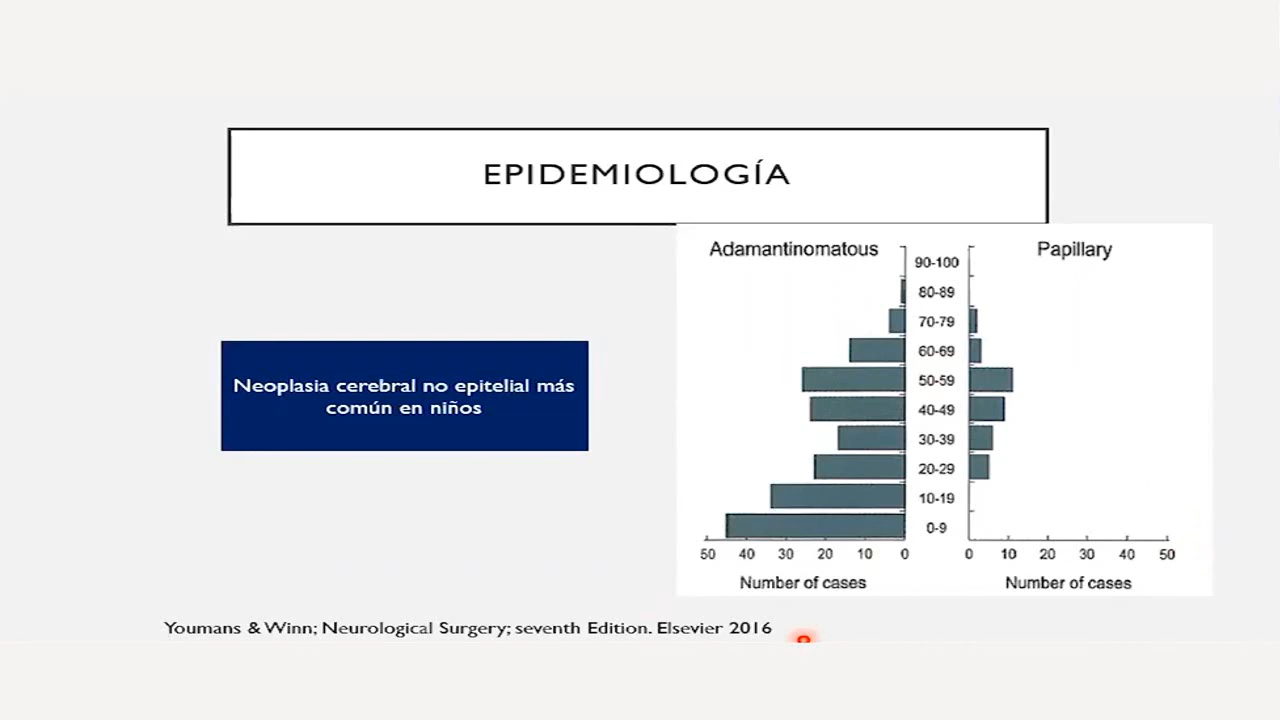 EPIDEMIOLOGÍA
Neoplasia cerebral no epitelial más
común en niños
Adamantinomatous
Papillary
90-100
80-89
70-79
60-69
50-59
40-49
30-39
20-29
10-19
0-9
50 40 30 20 10 0
0 10 20 30 40 50
Number of cases
Number of cases
Youmans & Winn; Neurological Surgery; seventh Edition. Elsevier 2016